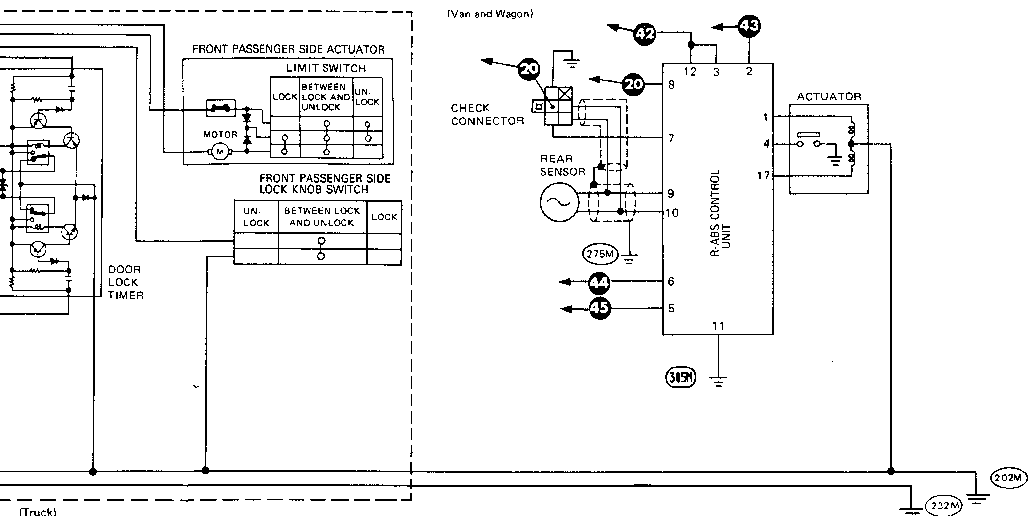 (Van and Wagon)
42
43
FRONT PASSENGER SIDE ACTUATOR
LIMIT SWITCH
LOCK
BETWEEN
LOCK AND
UNLOCK
UN-
LOCK
MOTOR
M
FRONT PASSENGER SIDE
LOCK KNOB SWITCH
UN-
LOCK
BETWEEN LOCK
AND UNLOCK
LOCK
DOOR
LOCK
TIMER
20
20
12 3 2
8
CHECK
CONNECTOR
7
REAR
SENSOR
9
10
275M
44
6
45
5
R-ABS CONTROL
UNIT
11
ACTUATOR
1
4
17
202M
232M
(Truck)